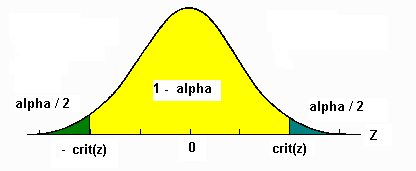 1 - alpha
alpha / 2
alpha / 2
- crit(z)
0
crit(z)
Z